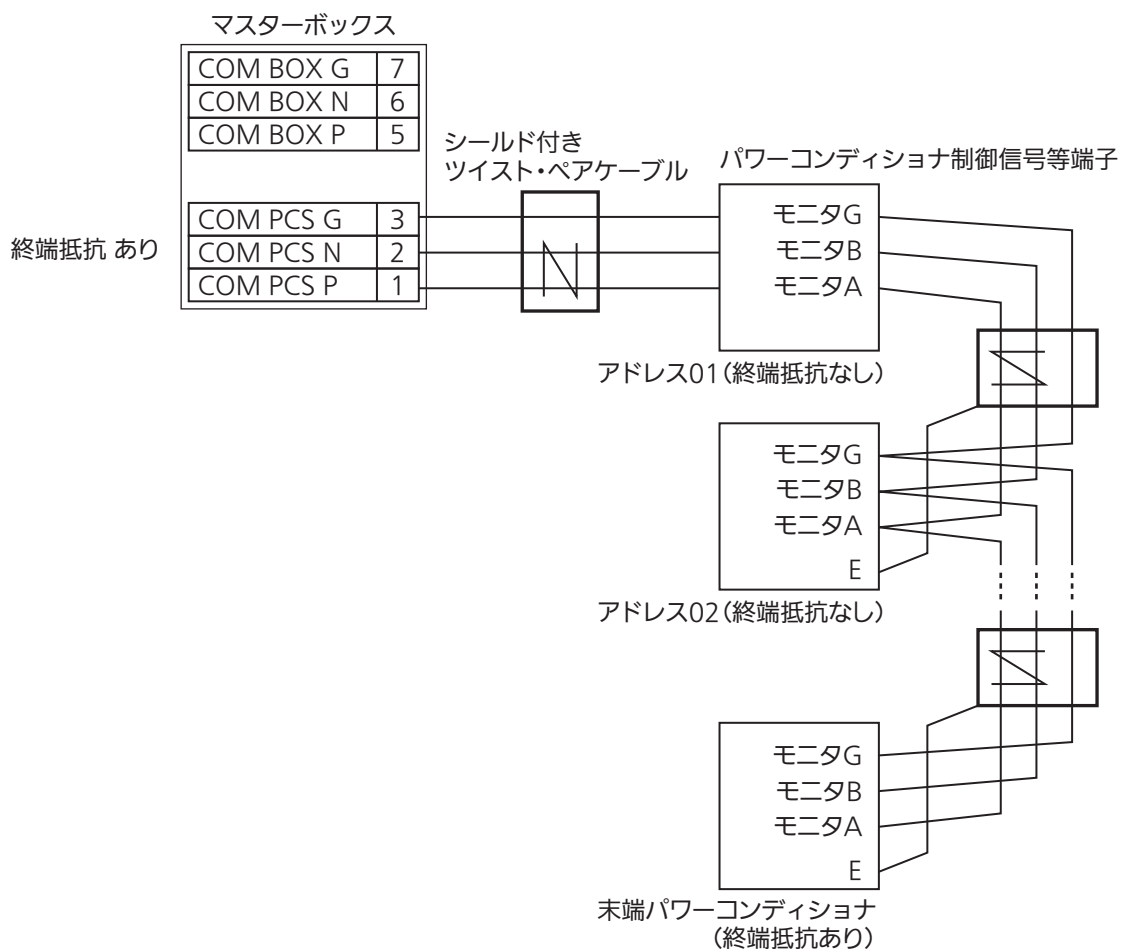 マスターボックス
COM BOX G 7
COM BOX N 6
COM BOX P 5
シールド付き
ツイスト・ペアケーブル
パワーコンディショナ制御信号等端子
終端抵抗 あり
COM PCS G 3
COM PCS N 2
COM PCS P 1
モニタG
モニタB
モニタA
アドレス01(終端抵抗なし)
モニタG
モニタB
モニタA
E
アドレス02(終端抵抗なし)
モニタG
モニタB
モニタA
E
末端パワーコンディショナ
(終端抵抗あり)